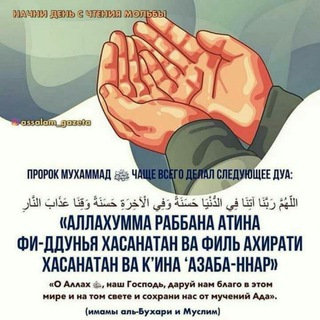 НАЧНИ ДЕНЬ С ЧТЕНИЯ МОЛЬБЫ
assalam_gazeta
ПРОРОК МУХАММАД ﷺ ЧАЩЕ ВСЕГО ДЕЛАЛ СЛЕДУЮЩЕЕ ДУА:
اللَّهُمَّ رَبَّنَا آتِنَا فِي الدُّنْيَا حَسَنَةً وَفِي الْآخِرَةِ حَسَنَةً وَقِنَا عَذَابَ النَّارِ
«АЛЛАХУММА РАББАНА АТИНА
ФИ-ДДУНЬЯ ХАСАНАТАН ВА ФИЛЬ АХИРАТИ
ХАСАНАТАН ВА К'ИНА ‘АЗАБА-ННАР»
«О Аллах ﷻ, наш Господь, даруй нам благо в этом
мире и на том свете и сохрани нас от мучений Ада».
(имамы аль-Бухари и Муслим)